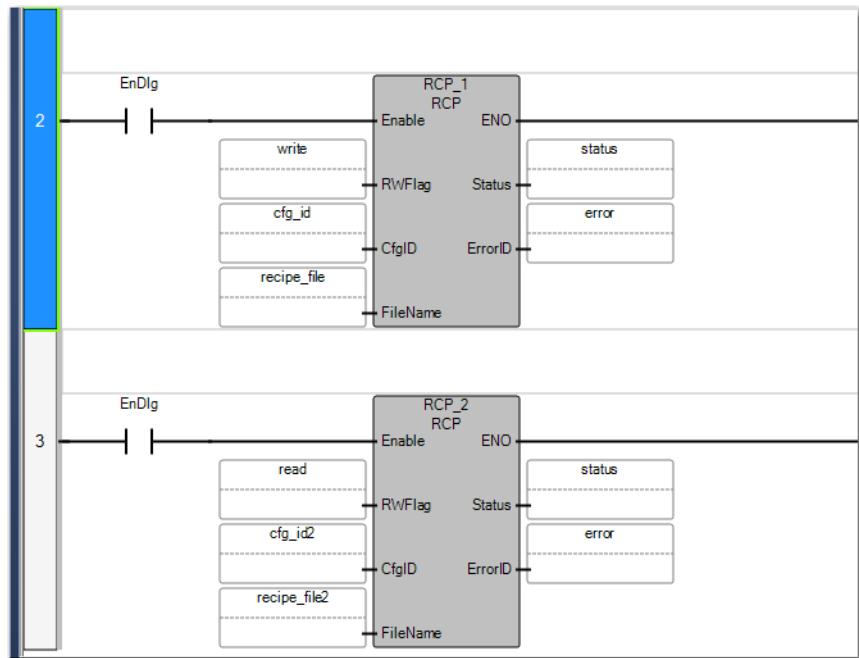 EnDlg
RCP_1
RCP
2
Enable ENO
write
status
RWFlag Status
cfg_id
error
CfgID ErrorID
recipe_file
FileName
EnDlg
RCP_2
RCP
3
Enable ENO
read
status
RWFlag Status
cfg_id2
error
CfgID ErrorID
recipe_file2
FileName